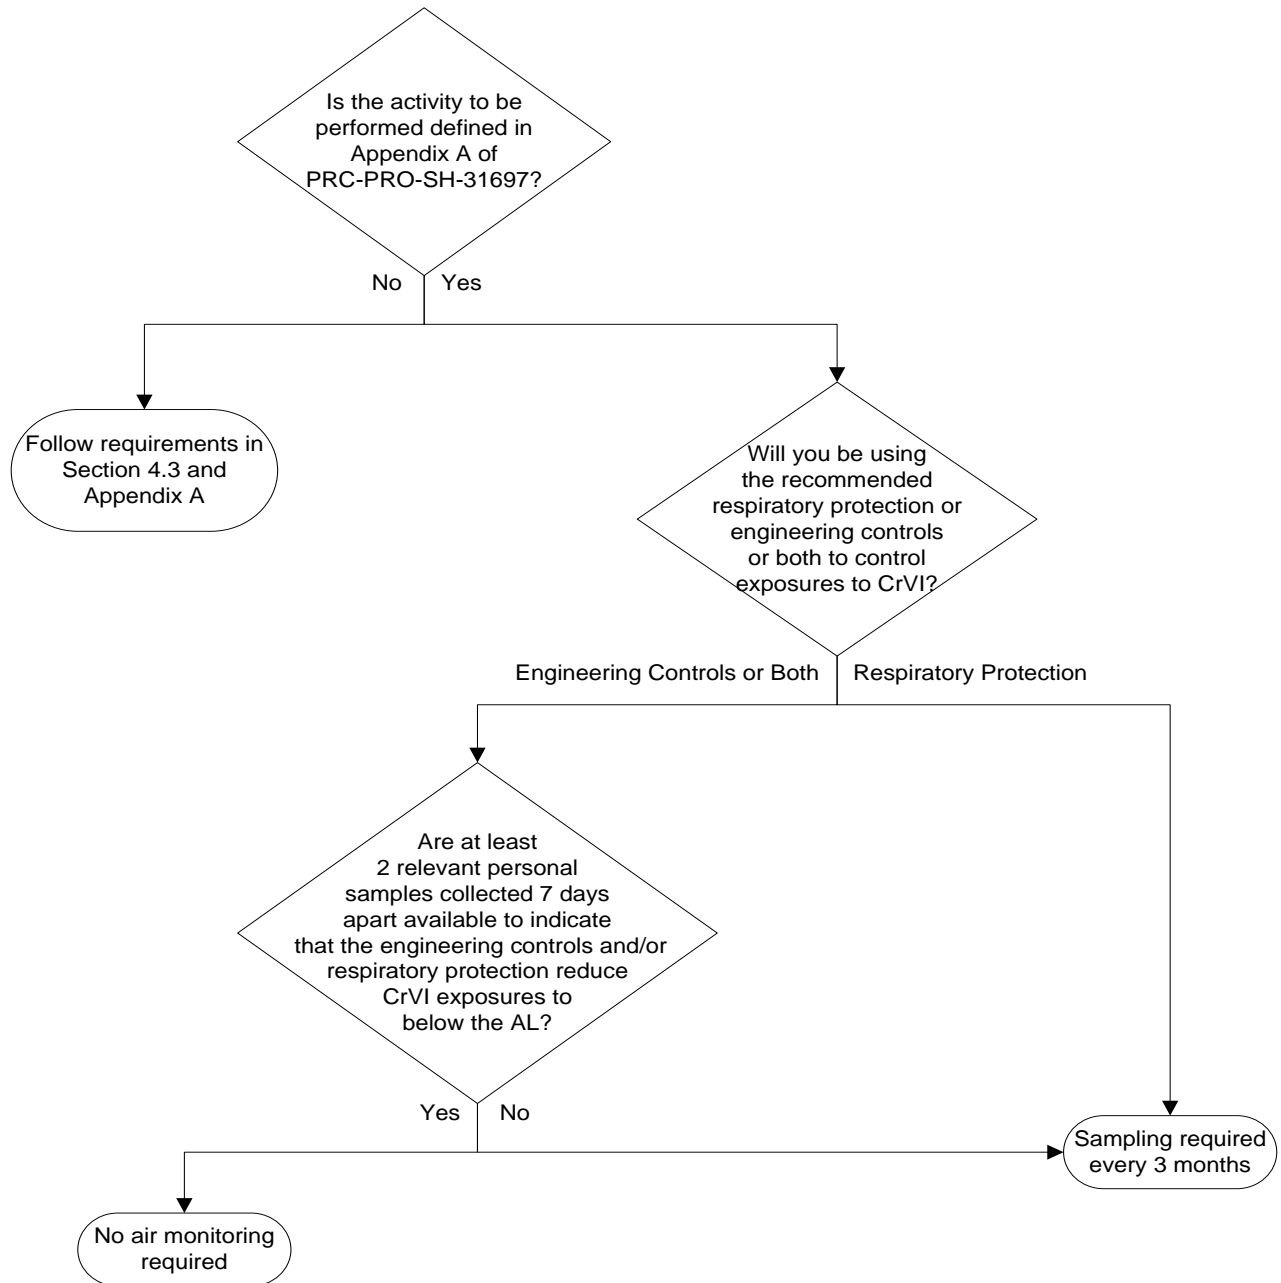 Is the activity to be
performed defined in
Appendix A of
PRC-PRO-SH-31697?
No
Yes
Follow requirements in
Section 4.3 and
Appendix A
Will you be using
the recommended
respiratory protection or
engineering controls
or both to control
exposures to CrVI?
Engineering Controls or Both
Respiratory Protection
Are at least
2 relevant personal
samples collected 7 days
apart available to indicate
that the engineering controls and/or
respiratory protection reduce
CrVI exposures to
below the AL?
Yes
No
Sampling required
every 3 months
No air monitoring
required